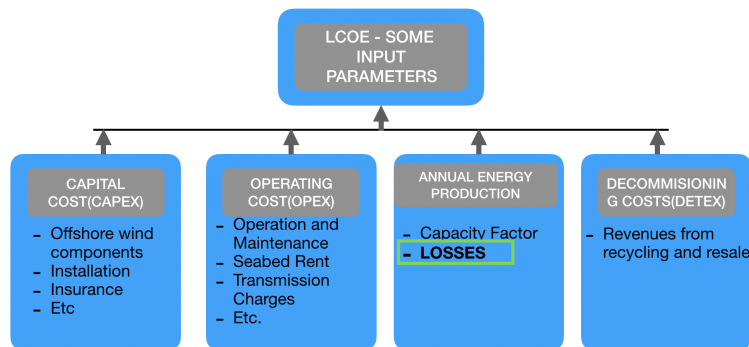 LCOE - SOME
INPUT
PARAMETERS
CAPITAL
COST(CAPEX)
- Offshore wind
components
- Installation
- Insurance
- Etc
OPERATING
COST(OPEX)
- Operation and
Maintenance
- Seabed Rent
- Transmission
Charges
- Etc.
ANNUAL ENERGY
PRODUCTION
- Capacity Factor
- LOSSES
DECOMMISIONIN
G COSTS(DETEX)
- Revenues from
recycling and resale